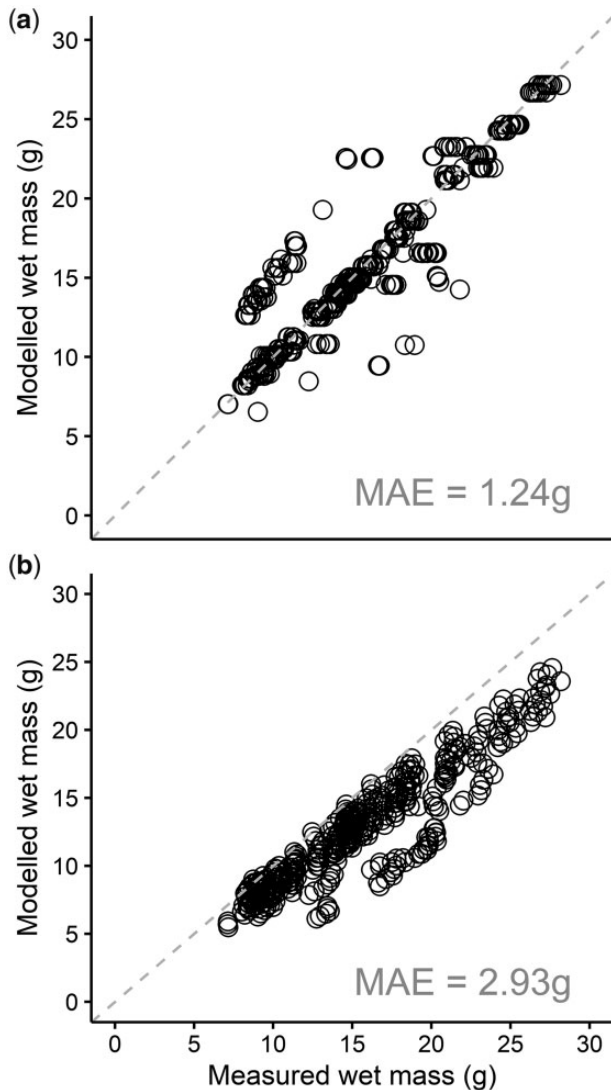 (a)
30
25
20
15
10
5
0
Modelled wet mass (g)
MAE = 1.24g
(b)
30
25
20
15
10
5
0
Modelled wet mass (g)
MAE = 2.93g
0 5 10 15 20 25 30
Measured wet mass (g)